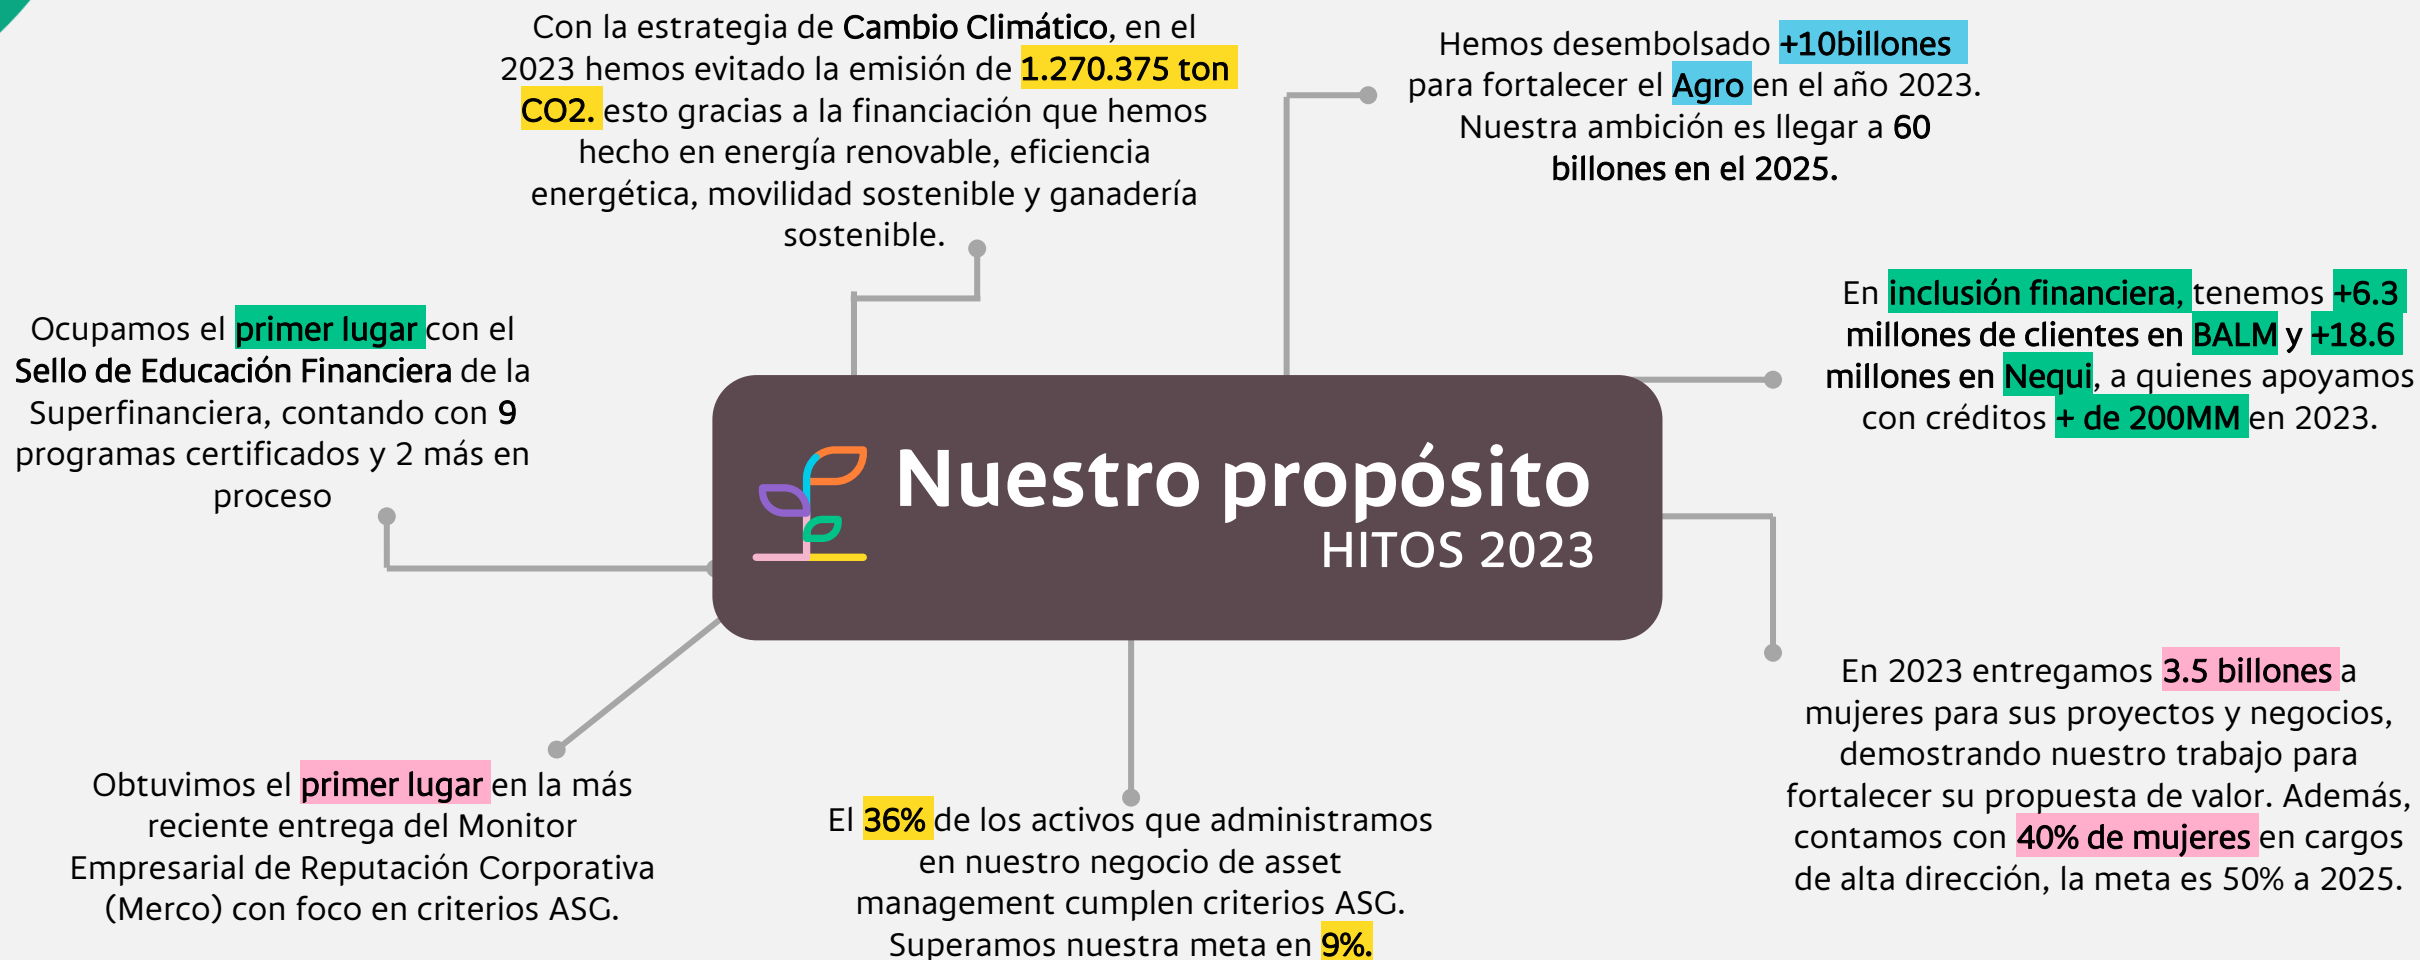 Con la estrategia de Cambio Climático, en el
2023 hemos evitado la emisión de 1.270.375 ton
CO2. esto gracias a la financiación que hemos
hecho en energía renovable, eficiencia
energética, movilidad sostenible y ganadería
sostenible.
Hemos desembolsado +10billones
para fortalecer el Agro en el año 2023.
Nuestra ambición es llegar a 60
billones en el 2025.
Ocupamos el primer lugar con el
Sello de Educación Financiera de la
Superfinanciera, contando con 9
programas certificados y 2 más en
proceso
En inclusión financiera, tenemos +6.3
millones de clientes en BALM y +18.6
millones en Nequi, a quienes apoyamos
con créditos + de 200MM en 2023.
Nuestro propósito
HITOS 2023
Obtuvimos el primer lugar en la más
reciente entrega del Monitor
Empresarial de Reputación Corporativa
(Merco) con foco en criterios ASG.
El 36% de los activos que administramos
en nuestro negocio de asset
management cumplen criterios ASG.
Superamos nuestra meta en 9%.
En 2023 entregamos 3.5 billones a
mujeres para sus proyectos y negocios,
demostrando nuestro trabajo para
fortalecer su propuesta de valor. Además,
contamos con 40% de mujeres en cargos
de alta dirección, la meta es 50% a 2025.